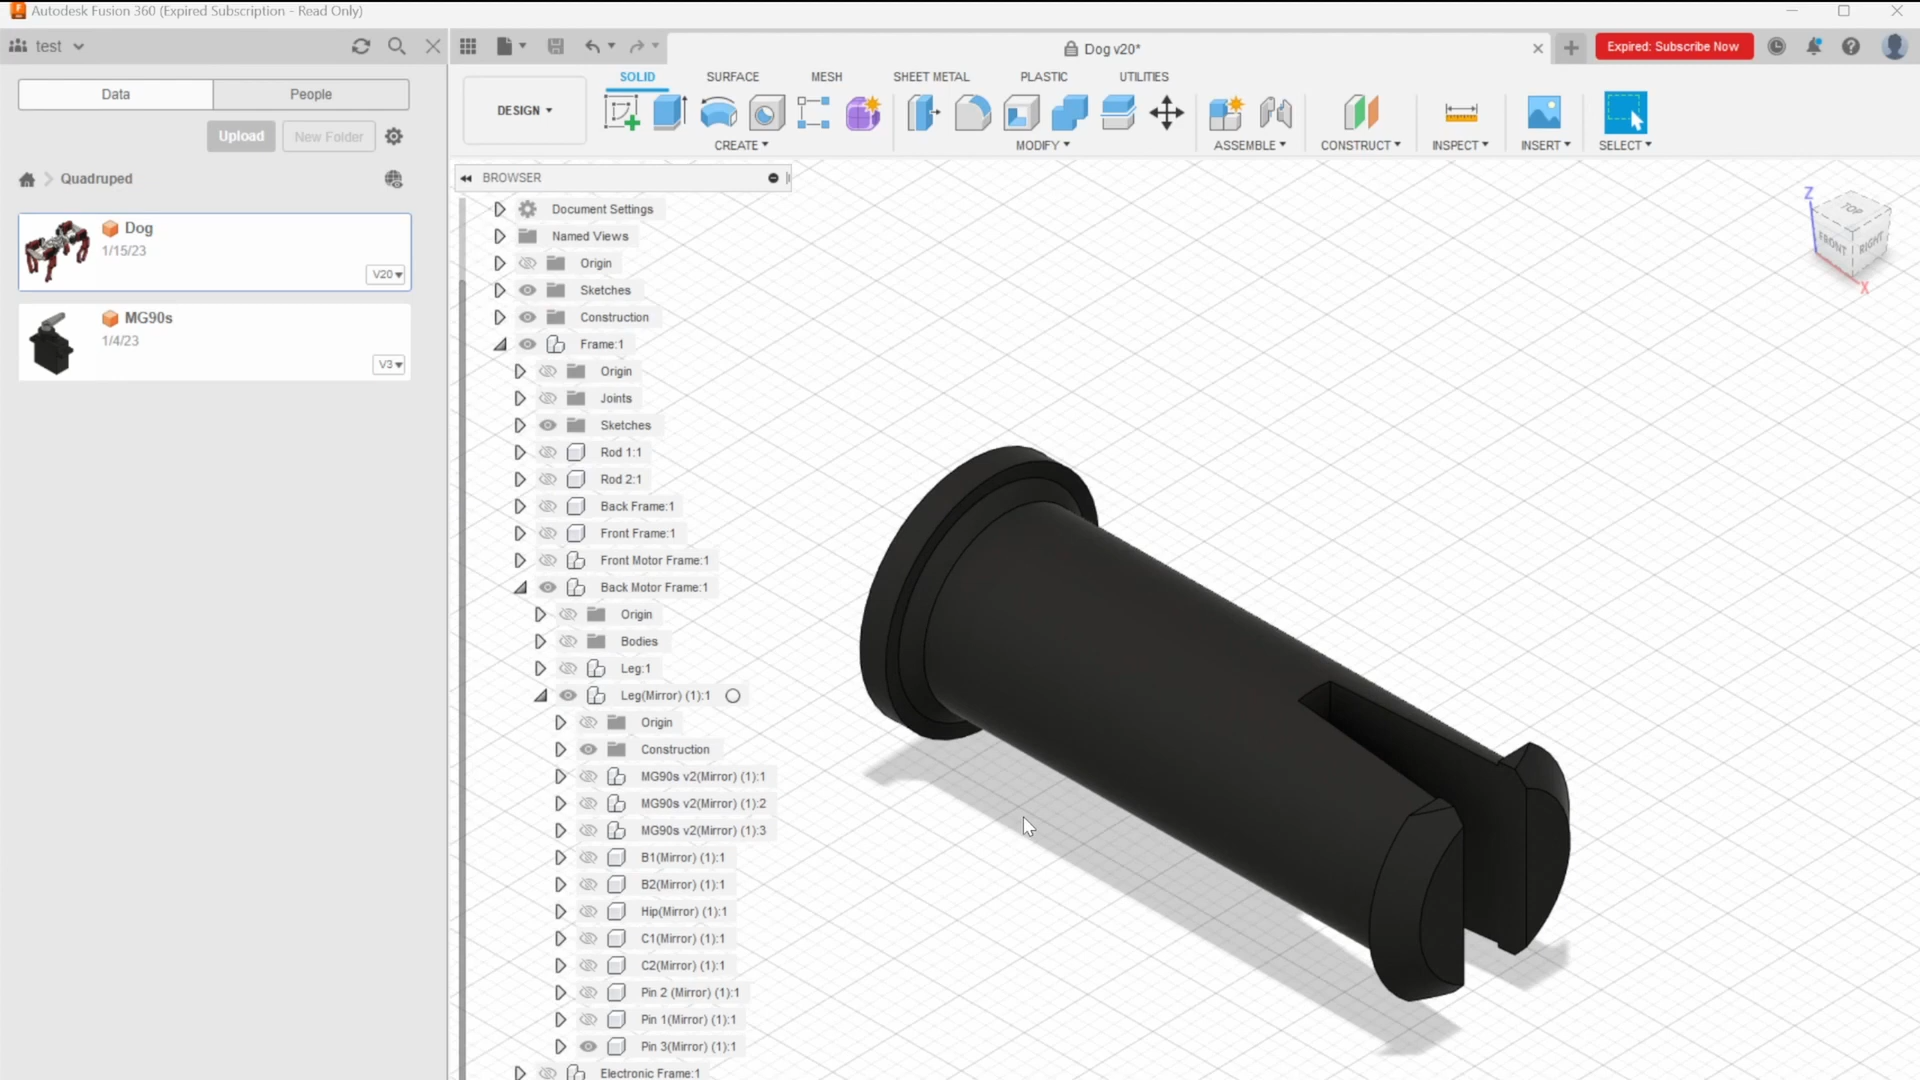 Autodesk Fusion 360 (Expired Subscription - Read Only)
test
Dog v20*
Expired: Subscribe Now
Data
People
Upload
New Folder
Quadruped
Dog
1/15/23
V20
MG90s
1/4/23
V3
DESIGN
SOLID
SURFACE
MESH
SHEET METAL
PLASTIC
UTILITIES
CREATE
MODIFY
ASSEMBLE
CONSTRUCT
INSPECT
INSERT
SELECT
BROWSER
Document Settings
Named Views
Origin
Sketches
Construction
Frame:1
Origin
Joints
Sketches
Rod 1:1
Rod 2:1
Back Frame:1
Front Frame:1
Front Motor Frame:1
Back Motor Frame:1
Origin
Bodies
Leg:1
Leg(Mirror) (1):1
Origin
Construction
MG90s v2(Mirror) (1):1
MG90s v2(Mirror) (1):2
MG90s v2(Mirror) (1):3
B1(Mirror) (1):1
B2(Mirror) (1):1
Hip(Mirror) (1):1
C1(Mirror) (1):1
C2(Mirror) (1):1
Pin 2 (Mirror) (1):1
Pin 1(Mirror) (1):1
Pin 3(Mirror) (1):1
Electronic Frame:1
Z
TOP
FRONT
RIGHT
X